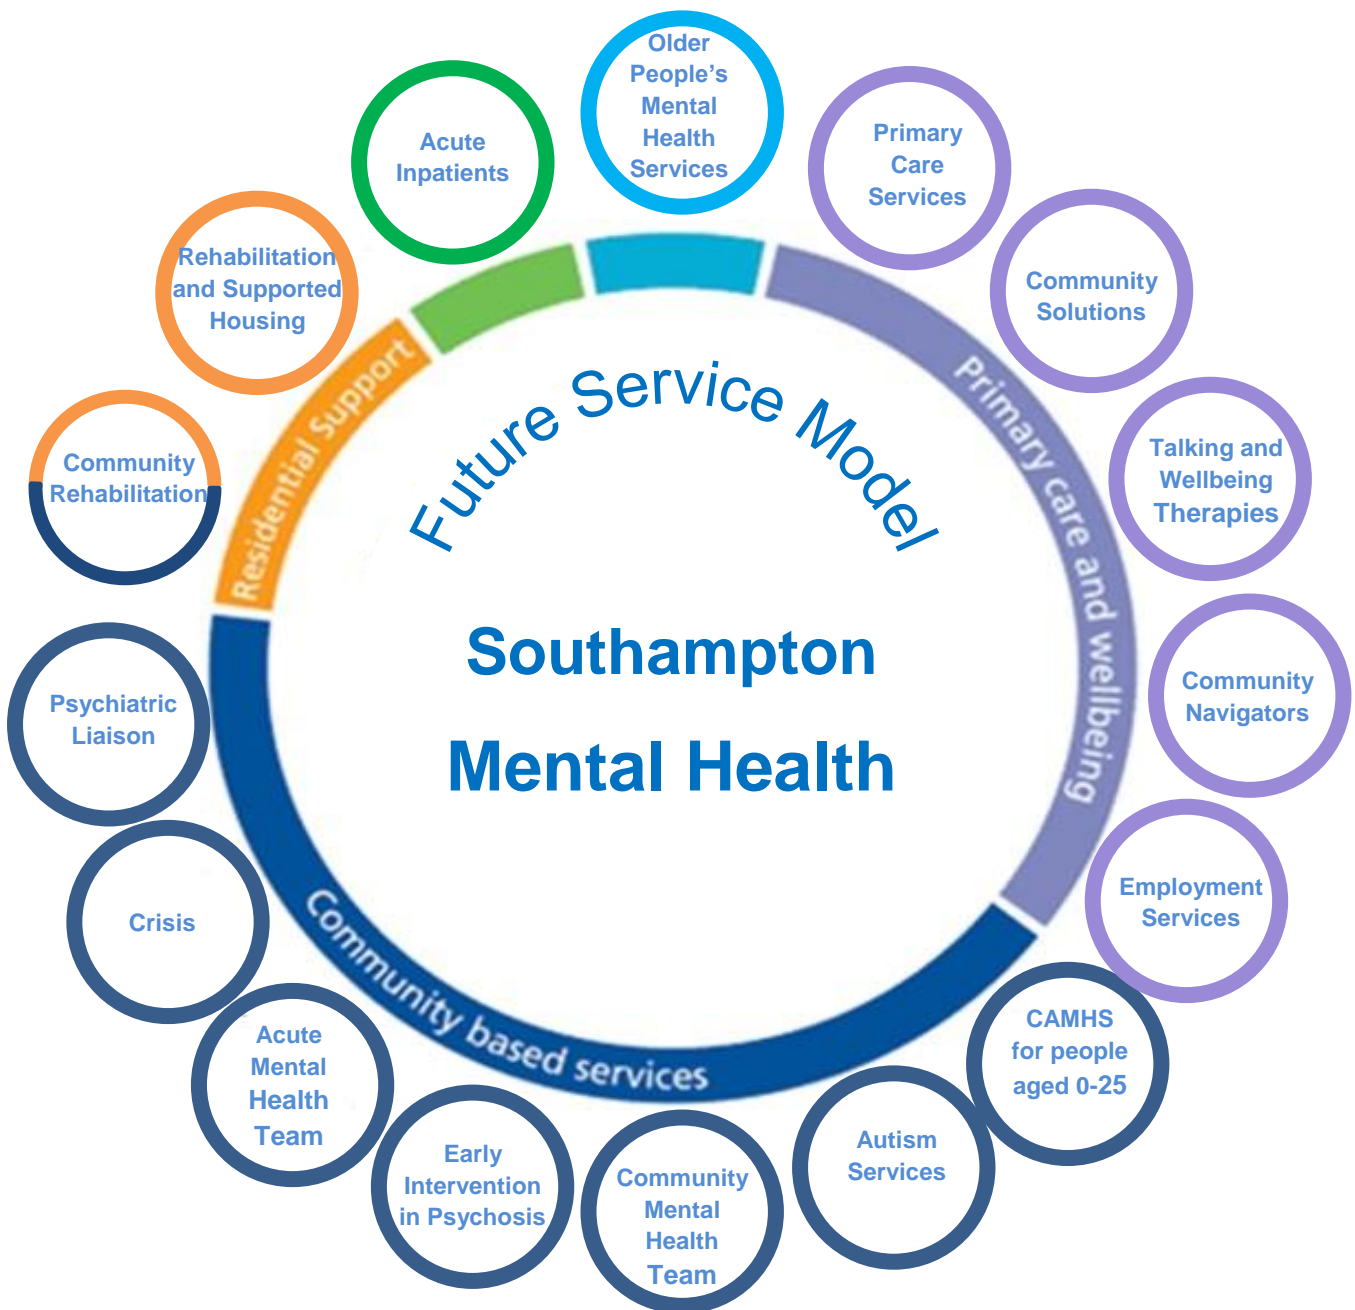 Older
People’s
Mental
Health
Services
Primary
Care
Services
Community
Solutions
Talking and
Wellbeing
Therapies
Community
Navigators
Employment
Services
CAMHS
for people
aged 0-25
Autism
Services
Community
Mental
Health
Team
Early
Intervention
in Psychosis
Acute
Mental
Health
Team
Crisis
Psychiatric
Liaison
Community
Rehabilitation
Rehabilitation
and Supported
Housing
Acute
Inpatients
Residential Support
Primary care and wellbeing
Community based services
Future Service Model
Southampton
Mental Health